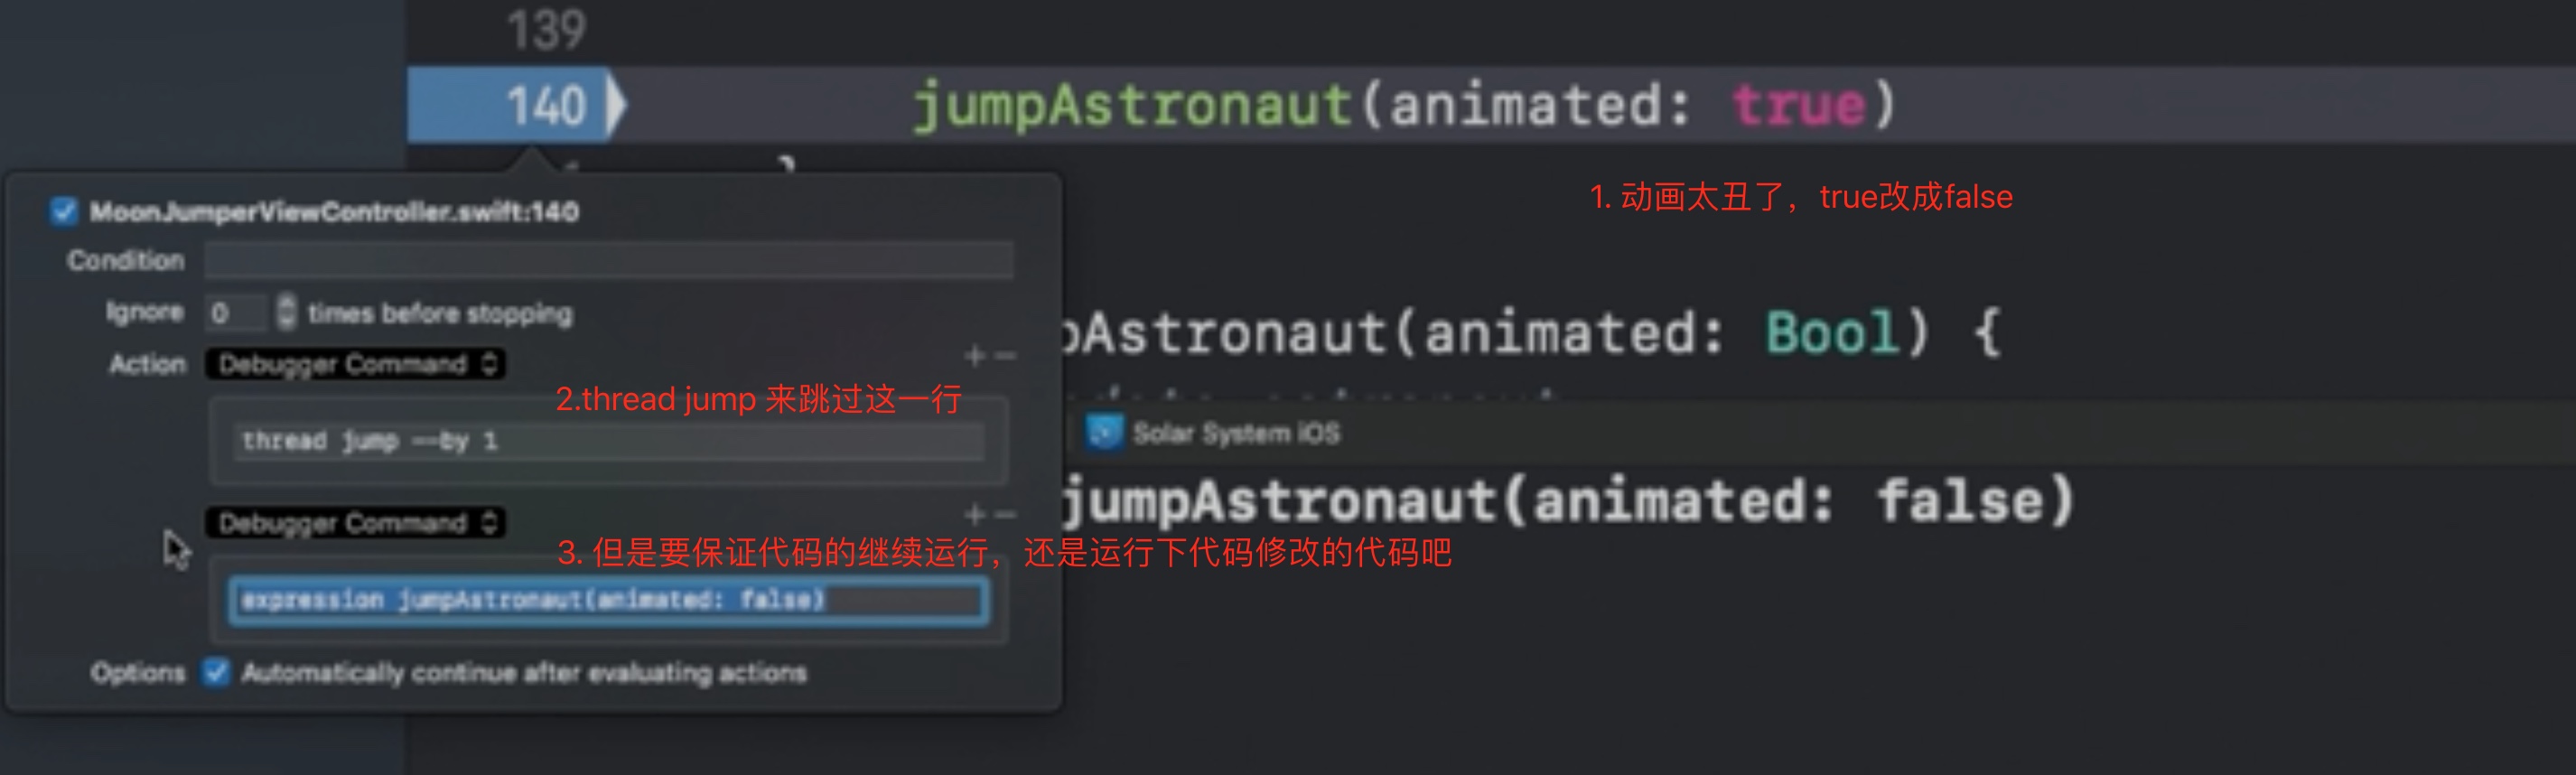 139
140 jumpAstronaut(animated: true)
}
MoonJumperViewController.swift:140
1. 动画太丑了，true改成false
Condition
Ignore 0 times before stopping
Astronaut(animated: Bool) {
Action Debugger Command
2.thread jump 来跳过这一行
thread jump --by 1
Solar System iOS
jumpAstronaut(animated: false)
Debugger Command
3. 但是要保证代码的继续运行，还是运行下代码修改的代码吧
expression jumpAstronaut(animated: false)
Options Automatically continue after evaluating actions